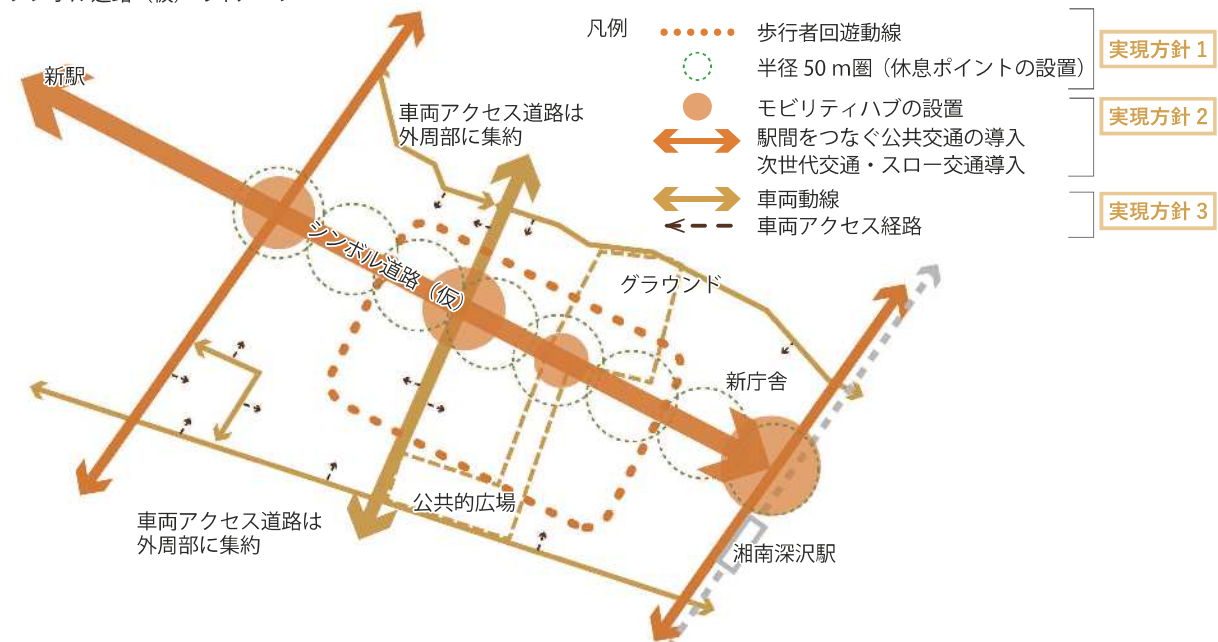 凡例
歩行者回遊動線
半径 50 m圏（休息ポイントの設置）
実現方針 1
モビリティハブの設置
駅間をつなぐ公共交通の導入
次世代交通・スロー交通導入
実現方針 2
車両動線
車両アクセス経路
実現方針 3
新駅
車両アクセス道路は
外周部に集約
シンボル道路（仮）
グラウンド
新庁舎
公共的広場
車両アクセス道路は
外周部に集約
湘南深沢駅